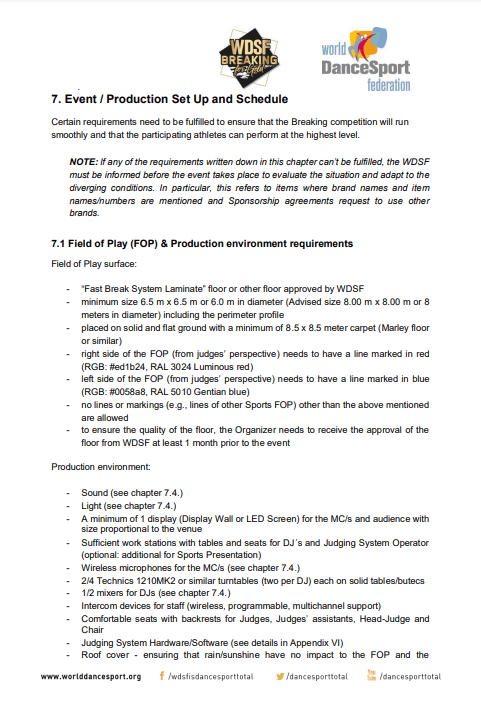 WDSF
BREAKING
for Gold
world
DanceSport
federation
7. Event / Production Set Up and Schedule
Certain requirements need to be fulfilled to ensure that the Breaking competition will run
smoothly and that the participating athletes can perform at the highest level.
NOTE: If any of the requirements written down in this chapter can't be fulfilled, the WDSF
must be informed before the event takes place to evaluate the situation and adapt to the
diverging conditions. In particular, this refers to items where brand names and item
names/numbers are mentioned and Sponsorship agreements request to use other
brands.
7.1 Field of Play (FOP) & Production environment requirements
Field of Play surface:
- "Fast Break System Laminate" floor or other floor approved by WDSF
- minimum size 6.5 m x 6.5 m or 6.0 m in diameter (Advised size 8.00 m x 8.00 m or 8
meters in diameter) including the perimeter profile
- placed on solid and flat ground with a minimum of 8.5 x 8.5 meter carpet (Marley floor
or similar)
- right side of the FOP (from judges' perspective) needs to have a line marked in red
(RGB: #ed1b24, RAL 3024 Luminous red)
- left side of the FOP (from judges' perspective) needs to have a line marked in blue
(RGB: #0058a8, RAL 5010 Gentian blue)
- no lines or markings (e.g., lines of other Sports FOP) other than the above mentioned
are allowed
- to ensure the quality of the floor, the Organizer needs to receive the approval of the
floor from WDSF at least 1 month prior to the event
Production environment:
- Sound (see chapter 7.4.)
- Light (see chapter 7.4.)
- A minimum of 1 display (Display Wall or LED Screen) for the MC/s and audience with
size proportional to the venue
- Sufficient work stations with tables and seats for DJ´s and Judging System Operator
(optional: additional for Sports Presentation)
- Wireless microphones for the MC/s (see chapter 7.4.)
- 2/4 Technics 1210MK2 or similar turntables (two per DJ) each on solid tables/butecs
- 1/2 mixers for DJs (see chapter 7.4.)
- Intercom devices for staff (wireless, programmable, multichannel support)
- Comfortable seats with backrests for Judges, Judges' assistants, Head-Judge and
Chair
- Judging System Hardware/Software (see details in Appendix VI)
- Roof cover - ensuring that rain/sunshine have no impact to the FOP and the
www.worlddancesport.org f /wdsfisdancesporttotal /dancesporttotal You Tube /dancesporttotal